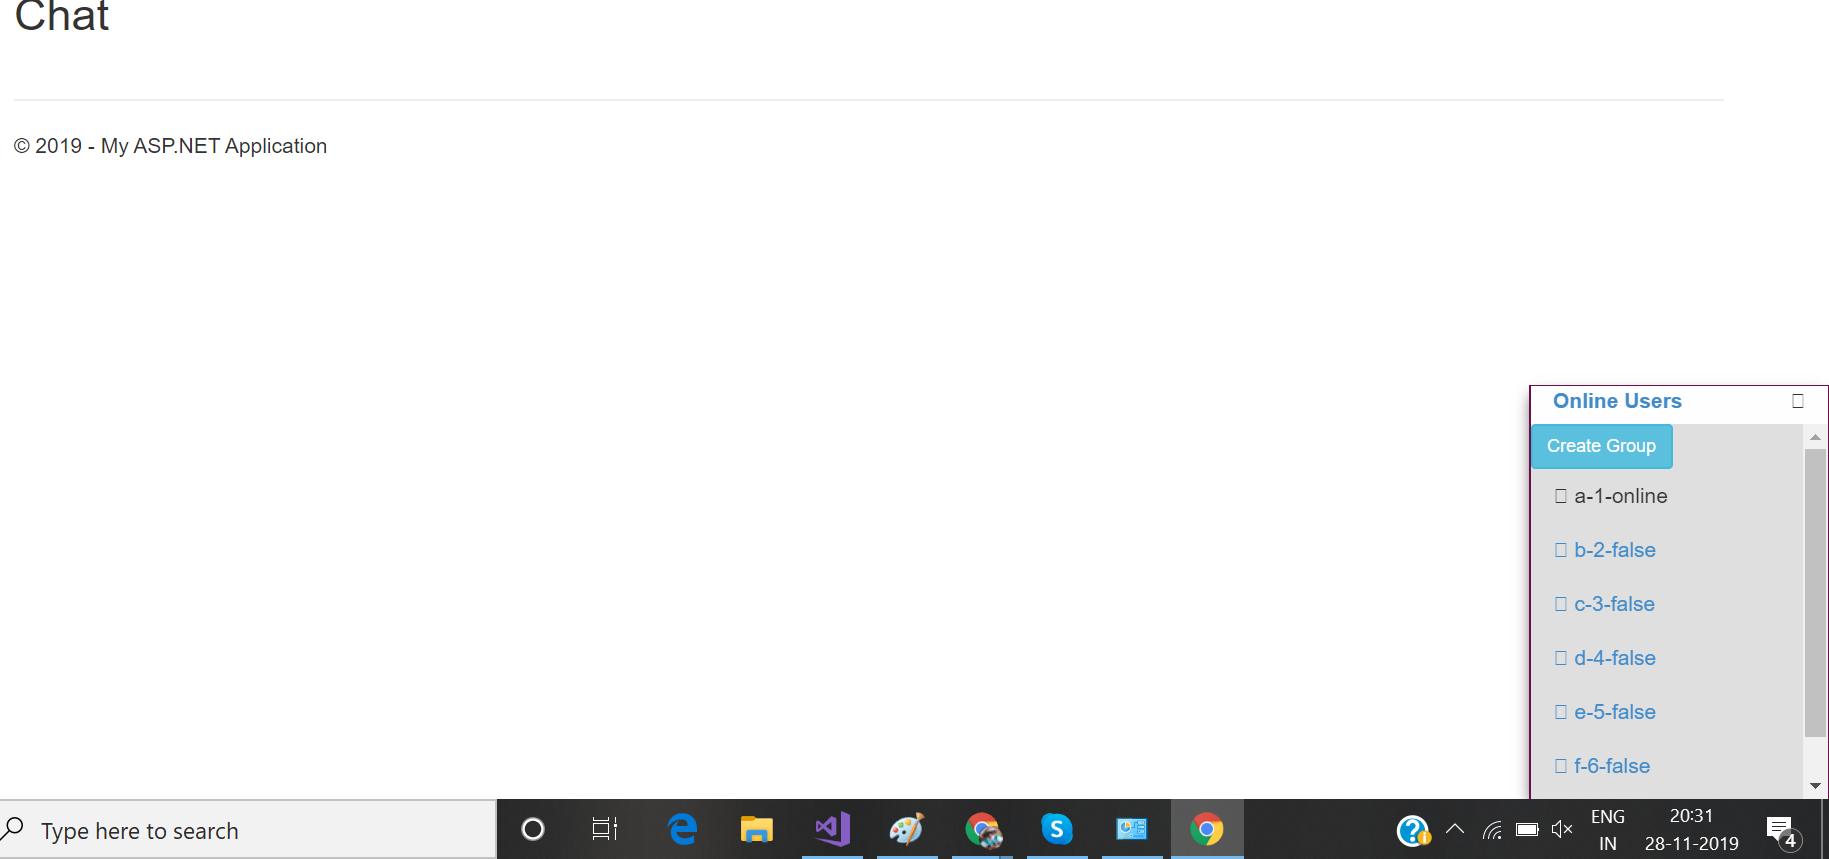 Chat
© 2019 - My ASP.NET Application
Online Users
Create Group
a-1-online
b-2-false
c-3-false
d-4-false
e-5-false
f-6-false
Type here to search
S
ENG
IN
20:31
28-11-2019
4